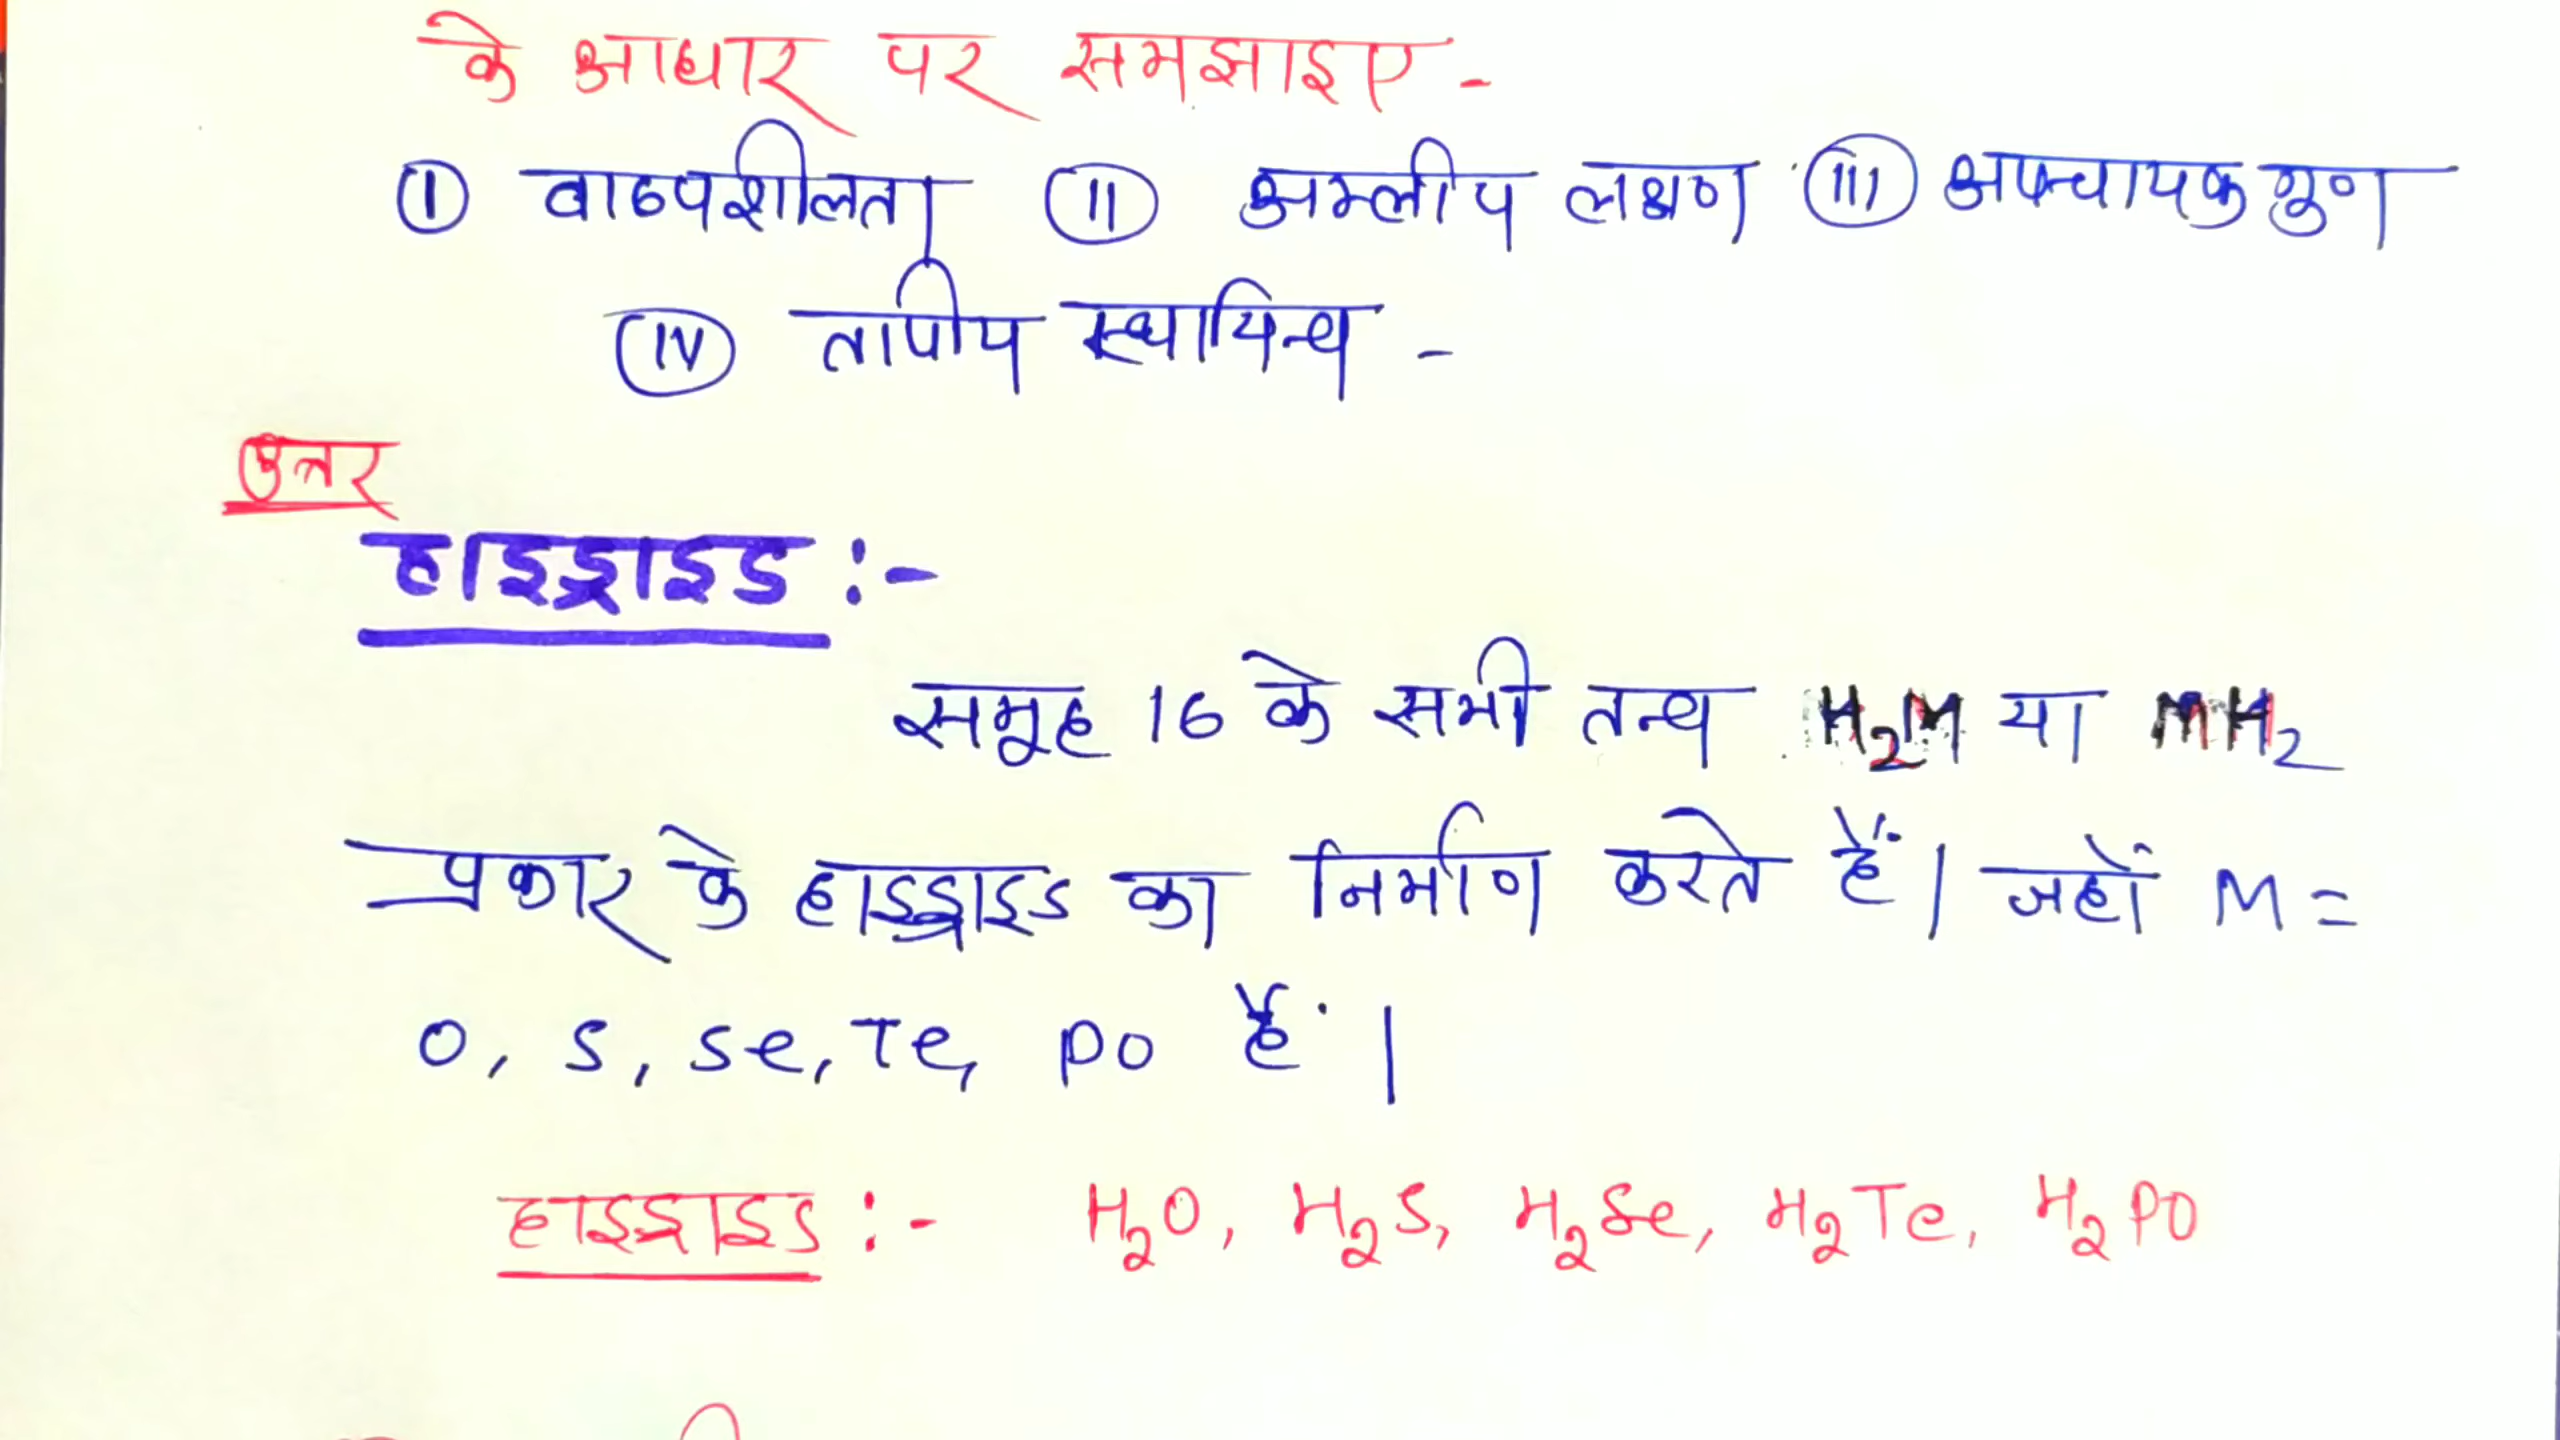 के आधार पर समझाइए -
(I) वाष्पशीलता (II) अम्लीय लक्षण (III) अपचायक गुण
(IV) तापीय स्थायित्व -
उत्तर
हाइड्राइड :-
समूह 16 के सभी तत्व H₂M या MH₂
प्रकार के हाइड्राइड का निर्माण करते हैं। जहाँ M =
O, S, Se, Te, Po हैं।
हाइड्राइड :- H₂O, H₂S, H₂Se, H₂Te, H₂Po